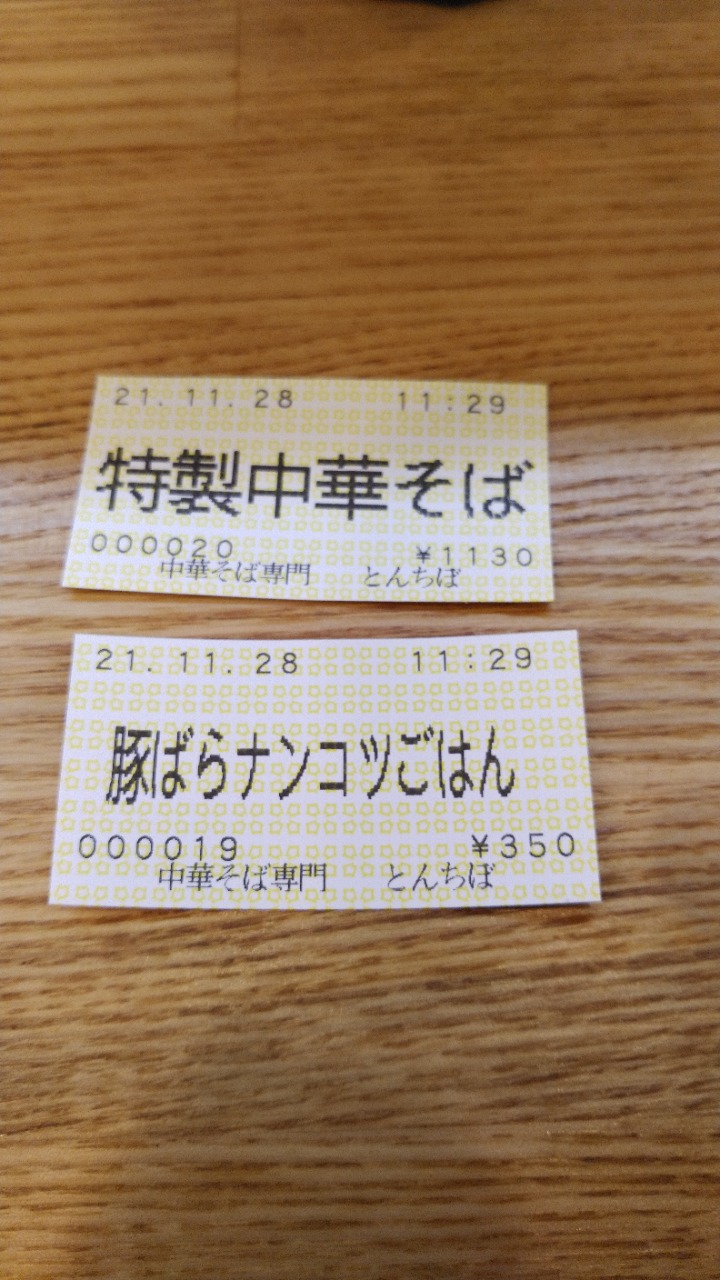 21.11.28 11:29
特製中華そば
000020 ¥1130
中華そば専門 とんちぼ
21.11.28 11:29
豚ばらナンコツごはん
000019 ¥350
中華そば専門 とんちぼ